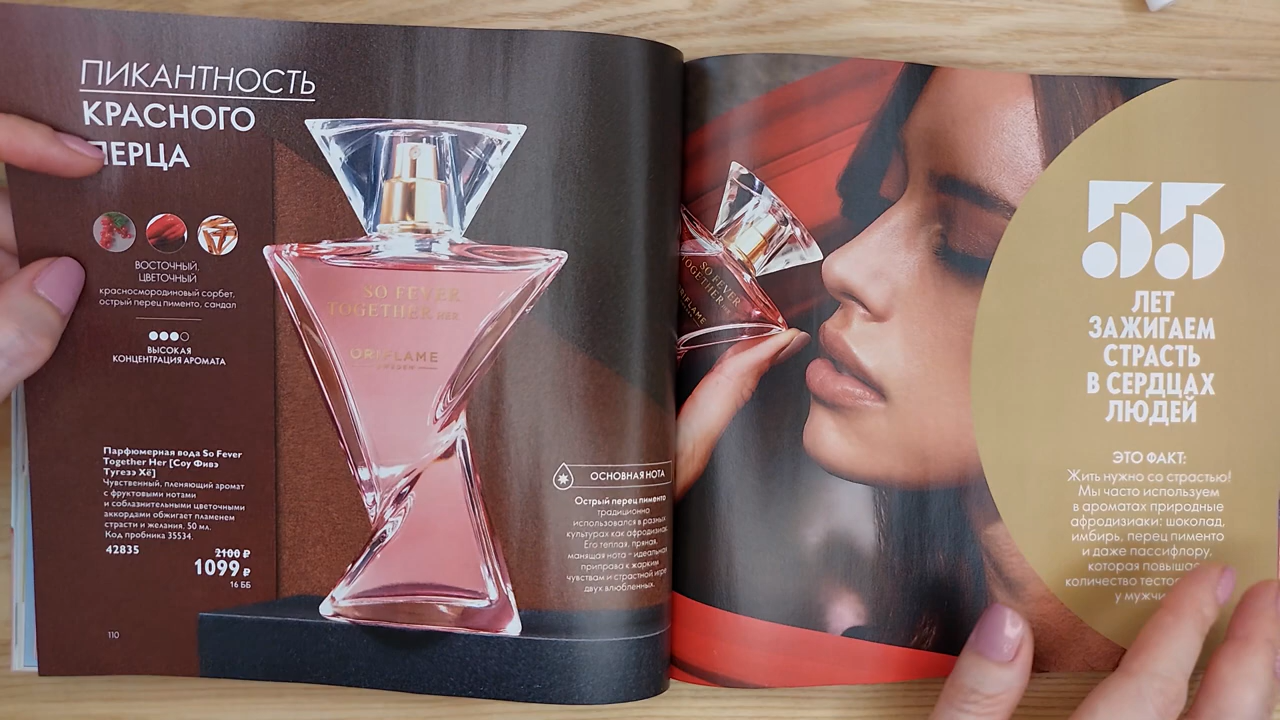 ПИКАНТНОСТЬ
КРАСНОГО
ПЕРЦА
ВОСТОЧНЫЙ,
ЦВЕТОЧНЫЙ
красносмородиновый сорбет,
острый перец пименто, сандал
ВЫСОКАЯ
КОНЦЕНТРАЦИЯ АРОМАТА
Парфюмерная вода So Fever
Together Her [Соу Фивэ
Тугезэ Хё]
Чувственный, пленяющий аромат
с фруктовыми нотами
и соблазнительными цветочными
аккордами обжигает пламенем
страсти и желания. 50 мл.
Код пробника 35534.
42835
2100 ₽
1099 ₽
16 ББ
110
SO FEVER
TOGETHER HER
ORIFLAME
SWEDEN
ОСНОВНАЯ НОТА
Острый перец пименто
традиционно
использовался в разных
культурах как афродизиак.
Его теплая, пряная,
манящая нота – идеальная
приправа к жарким
чувствам и страстной игре
двух влюбленных.
SO FEVER
TOGETHER HER
ORIFLAME
55
ЛЕТ
ЗАЖИГАЕМ
СТРАСТЬ
В СЕРДЦАХ
ЛЮДЕЙ
ЭТО ФАКТ:
Жить нужно со страстью!
Мы часто используем
в ароматах природные
афродизиаки: шоколад,
имбирь, перец пименто
и даже пассифлору,
которая повышает
количество
у